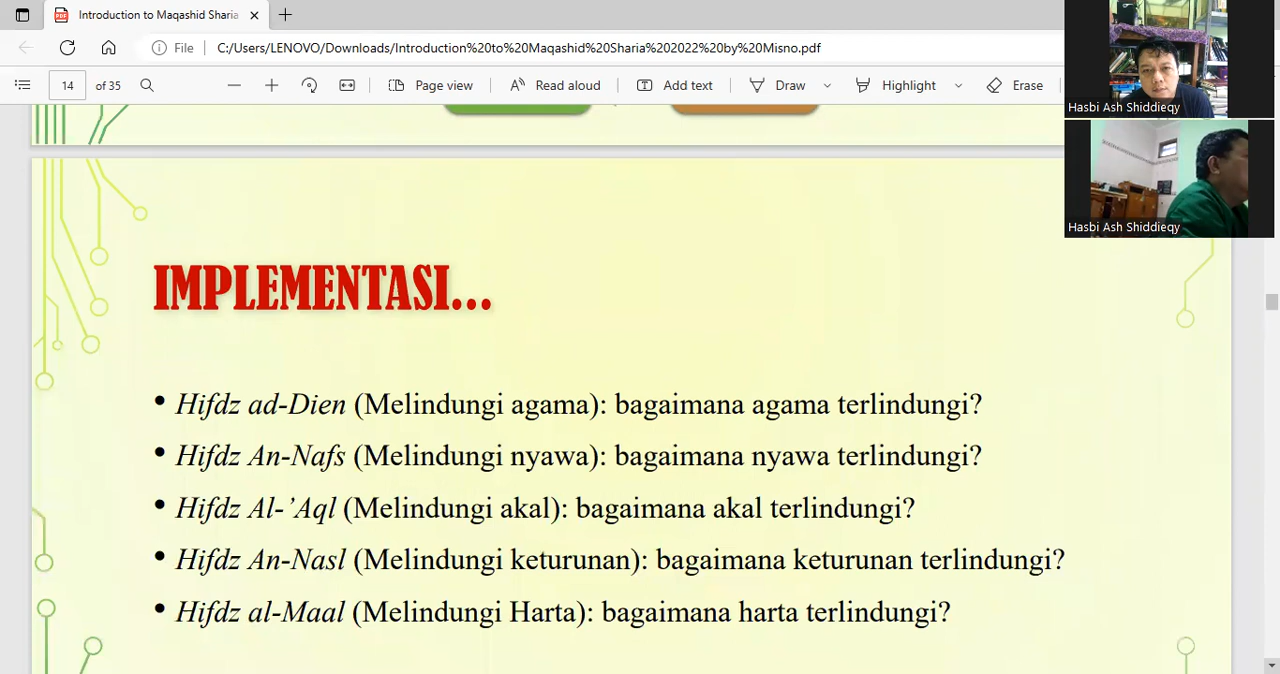 Introduction to Maqashid Sharia
File
C:/Users/LENOVO/Downloads/Introduction%20to%20Maqashid%20Sharia%202022%20by%20Misno.pdf
14 of 35
Page view
Read aloud
Add text
Draw
Highlight
Erase
Hasbi Ash Shiddieqy
Hasbi Ash Shiddieqy
IMPLEMENTASI...
• Hifdz ad-Dien (Melindungi agama): bagaimana agama terlindungi?
• Hifdz An-Nafs (Melindungi nyawa): bagaimana nyawa terlindungi?
• Hifdz Al-’Aql (Melindungi akal): bagaimana akal terlindungi?
• Hifdz An-Nasl (Melindungi keturunan): bagaimana keturunan terlindungi?
• Hifdz al-Maal (Melindungi Harta): bagaimana harta terlindungi?